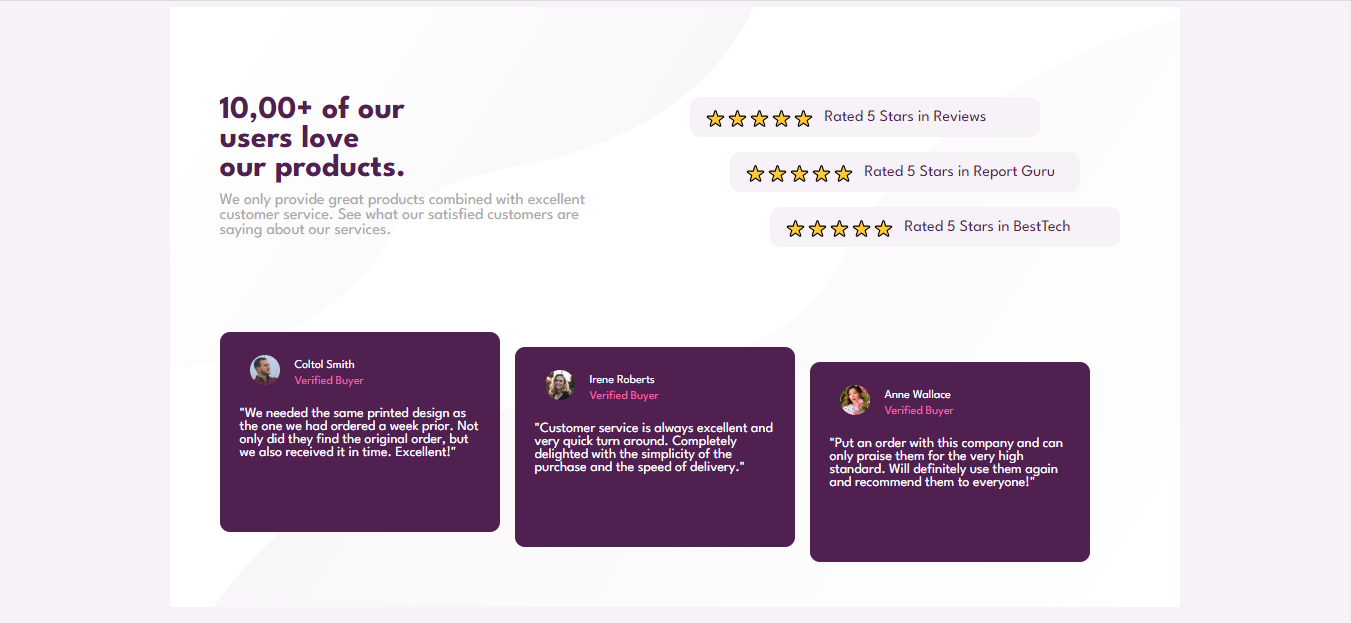 10,00+ of our
users love
our products.
We only provide great products combined with excellent
customer service. See what our satisfied customers are
saying about our services.
Rated 5 Stars in Reviews
Rated 5 Stars in Report Guru
Rated 5 Stars in BestTech
Coltol Smith
Verified Buyer
"We needed the same printed design as
the one we had ordered a week prior. Not
only did they find the original order, but
we also received it in time. Excellent!"
Irene Roberts
Verified Buyer
"Customer service is always excellent and
very quick turn around. Completely
delighted with the simplicity of the
purchase and the speed of delivery."
Anne Wallace
Verified Buyer
"Put an order with this company and can
only praise them for the very high
standard. Will definitely use them again
and recommend them to everyone!"